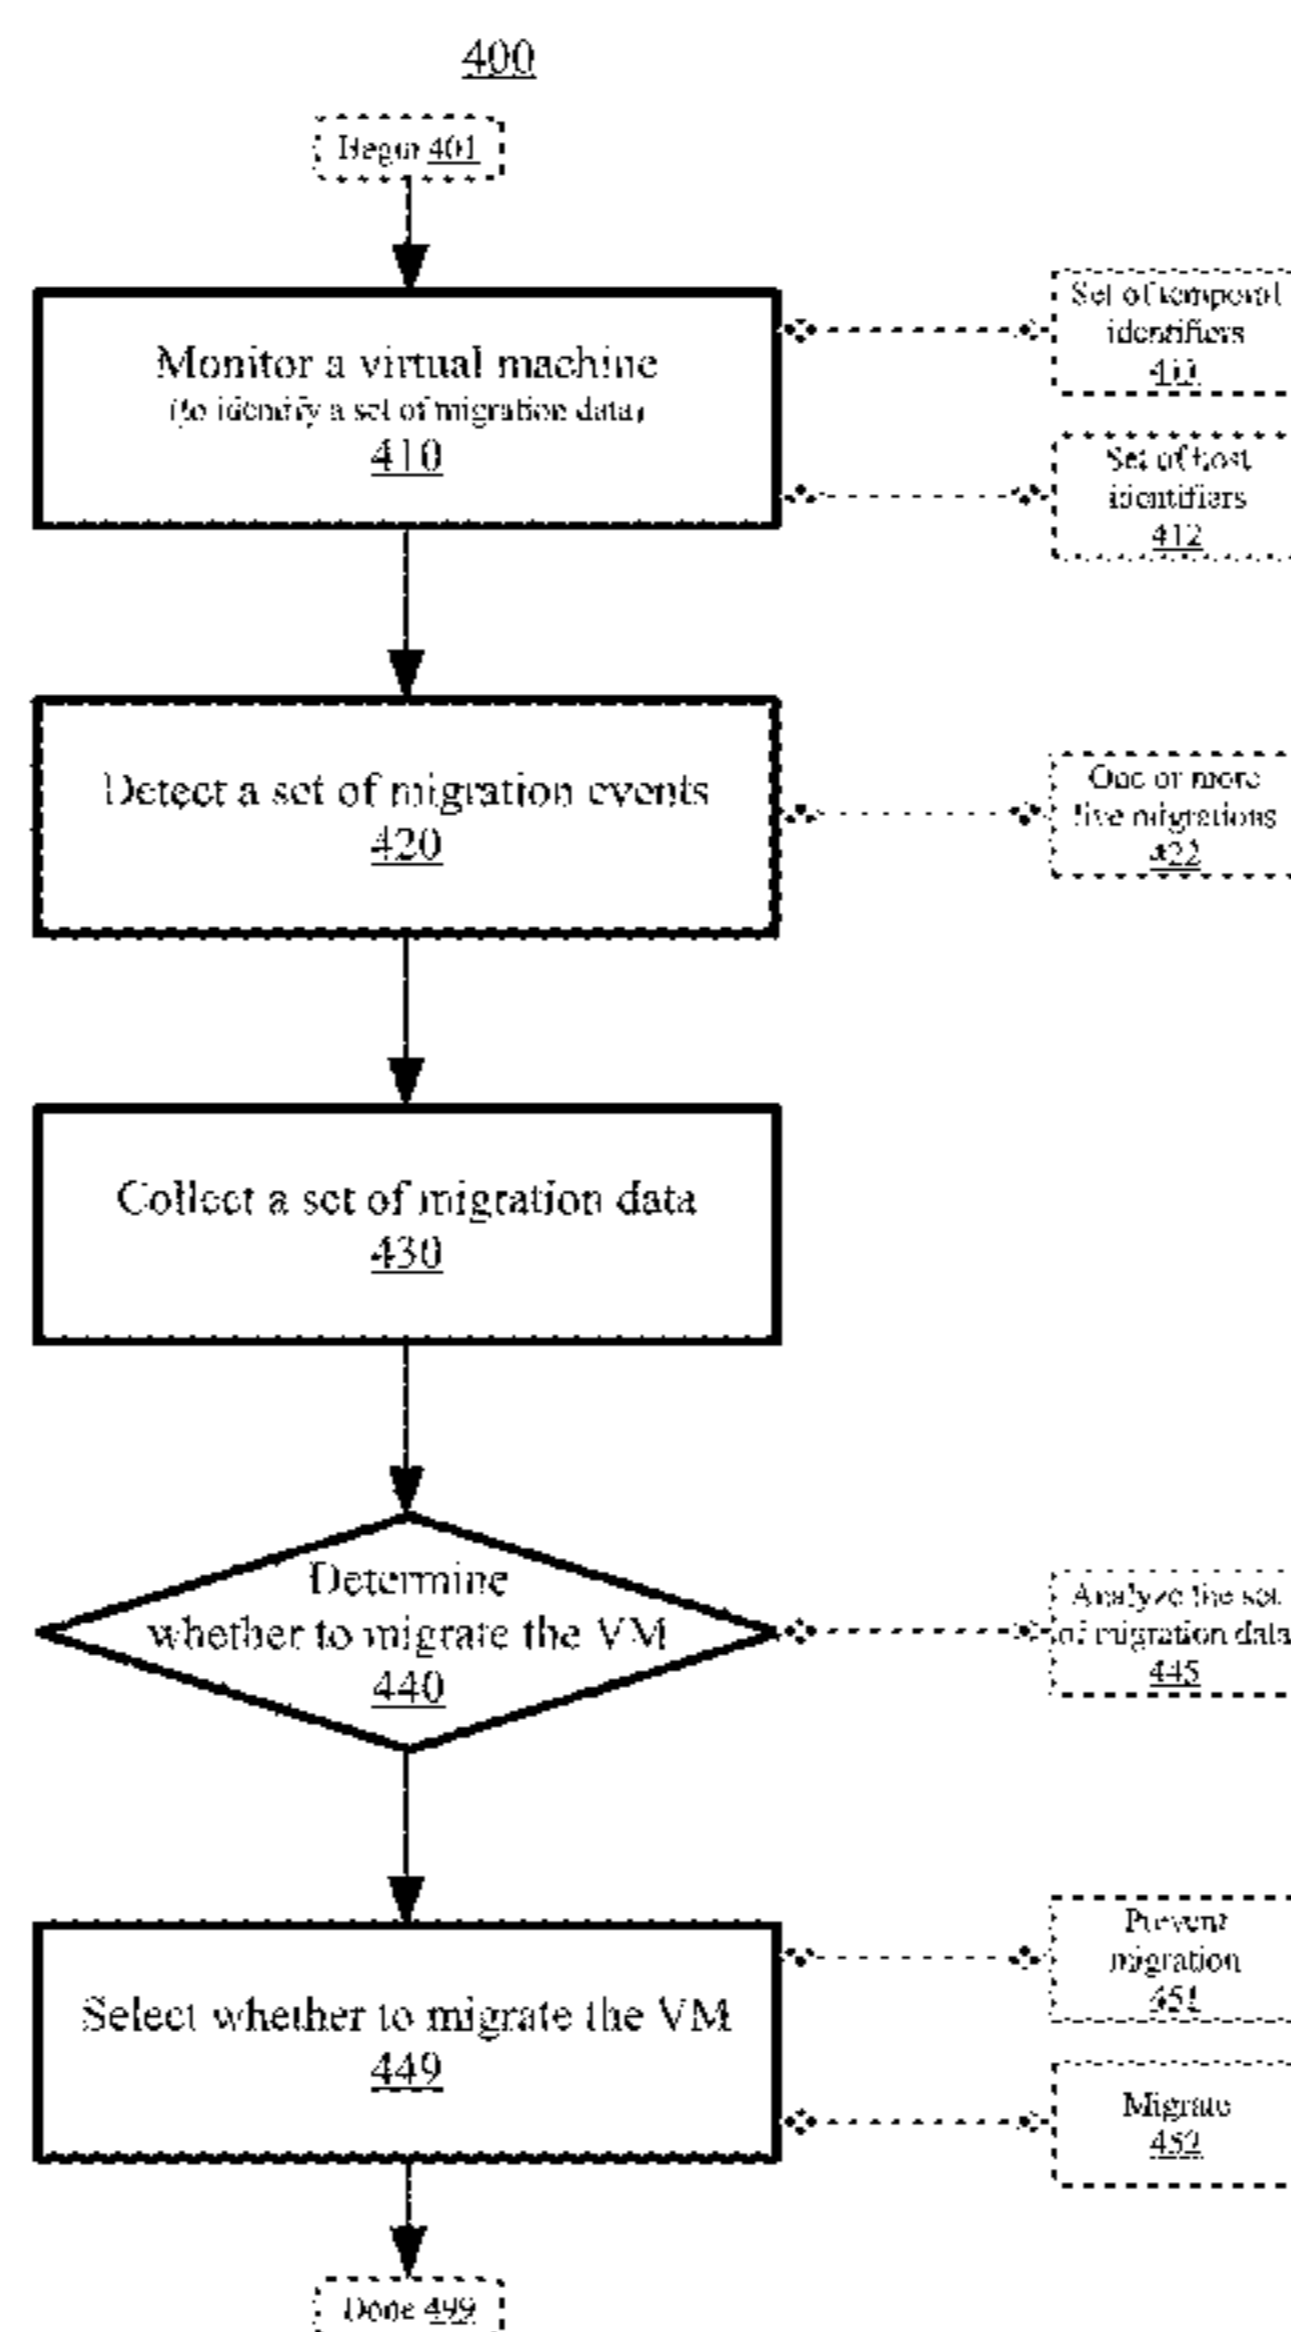 400
Begin 401
Monitor a virtual machine
(to identify a set of migration data)
410
Set of temporal
identifiers
411
Set of host
identifiers
412
Detect a set of migration events
420
One or more
live migrations
422
Collect a set of migration data
430
Determine
whether to migrate the VM
440
Analyze the set
of migration data
445
Select whether to migrate the VM
449
Prevent
migration
451
Migrate
452
Done 499